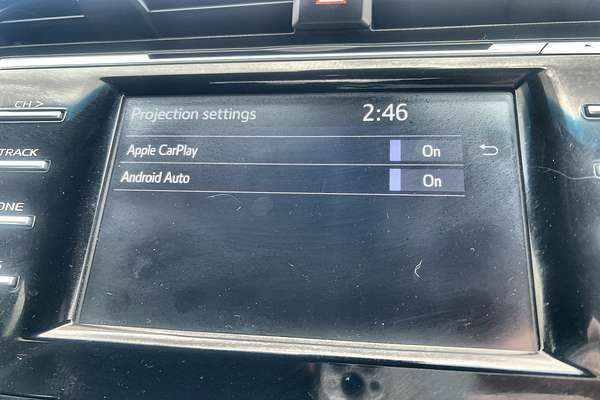 CH >
Projection settings
2:46
Apple CarPlay
On
TRACK
Android Auto
On
ONE